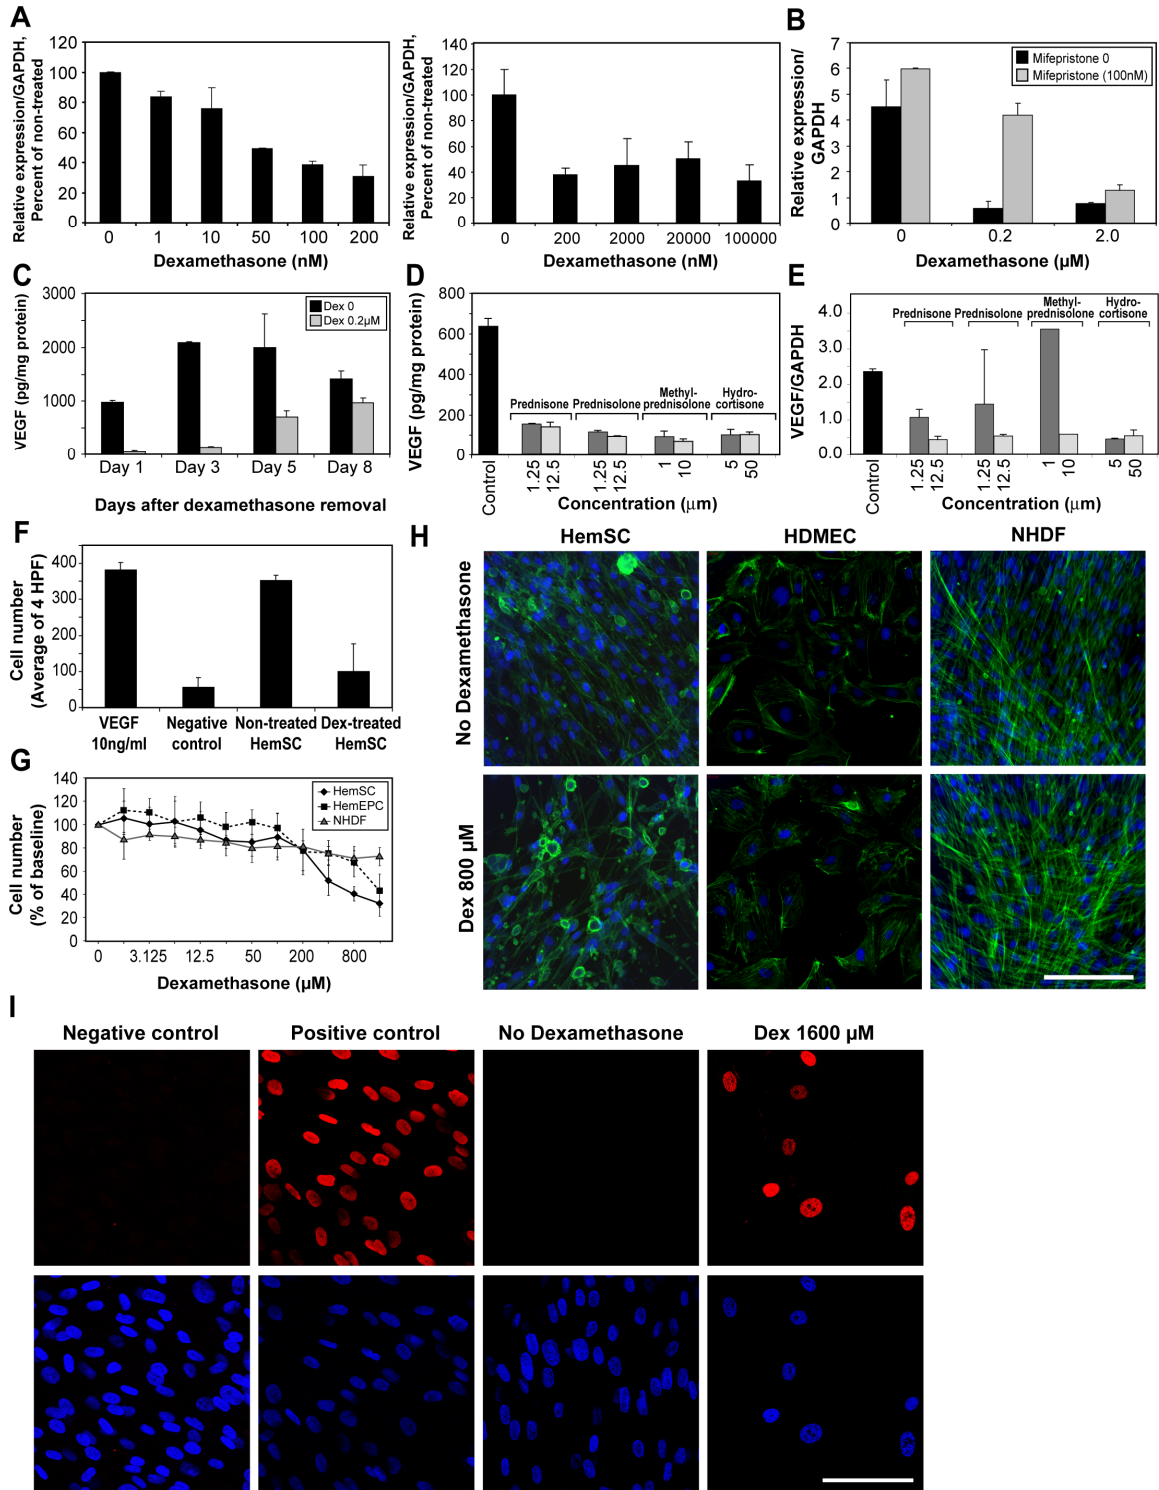 A
Relative expression/GAPDH,
Percent of non-treated
120
100
80
60
40
20
0
0 1 10 50 100 200
Dexamethasone (nM)
Relative expression/GAPDH,
Percent of non-treated
140
120
100
80
60
40
20
0
0 200 2000 20000 100000
Dexamethasone (nM)
B
Relative expression/
GAPDH
7
6
5
4
3
2
1
0
Mifepristone 0
Mifepristone (100nM)
0 0.2 2.0
Dexamethasone (µM)
C
VEGF (pg/mg protein)
3000
2000
1000
0
Dex 0
Dex 0.2µM
Day 1 Day 3 Day 5 Day 8
Days after dexamethasone removal
D
VEGF (pg/mg protein)
800
600
400
200
0
Prednisone Prednisolone
Methyl-
prednisolone
Hydro-
cortisone
Control 1.25 12.5 1.25 12.5 1 10 5 50
Concentration (µm)
E
VEGF/GAPDH
4.0
3.0
2.0
1.0
0.0
Prednisone Prednisolone
Methyl-
prednisolone
Hydro-
cortisone
Control 1.25 12.5 1.25 12.5 1 10 5 50
Concentration (µm)
F
Cell number
(Average of 4 HPF)
400
300
200
100
0
VEGF
10ng/ml
Negative
control
Non-treated
HemSC
Dex-treated
HemSC
G
Cell number
(% of baseline)
140
120
100
80
60
40
20
0
HemSC
HemEPC
NHDF
0 3.125 12.5 50 200 800
Dexamethasone (µM)
H
HemSC HDMEC NHDF
No Dexamethasone
Dex 800 µM
I
Negative control Positive control No Dexamethasone Dex 1600 µM